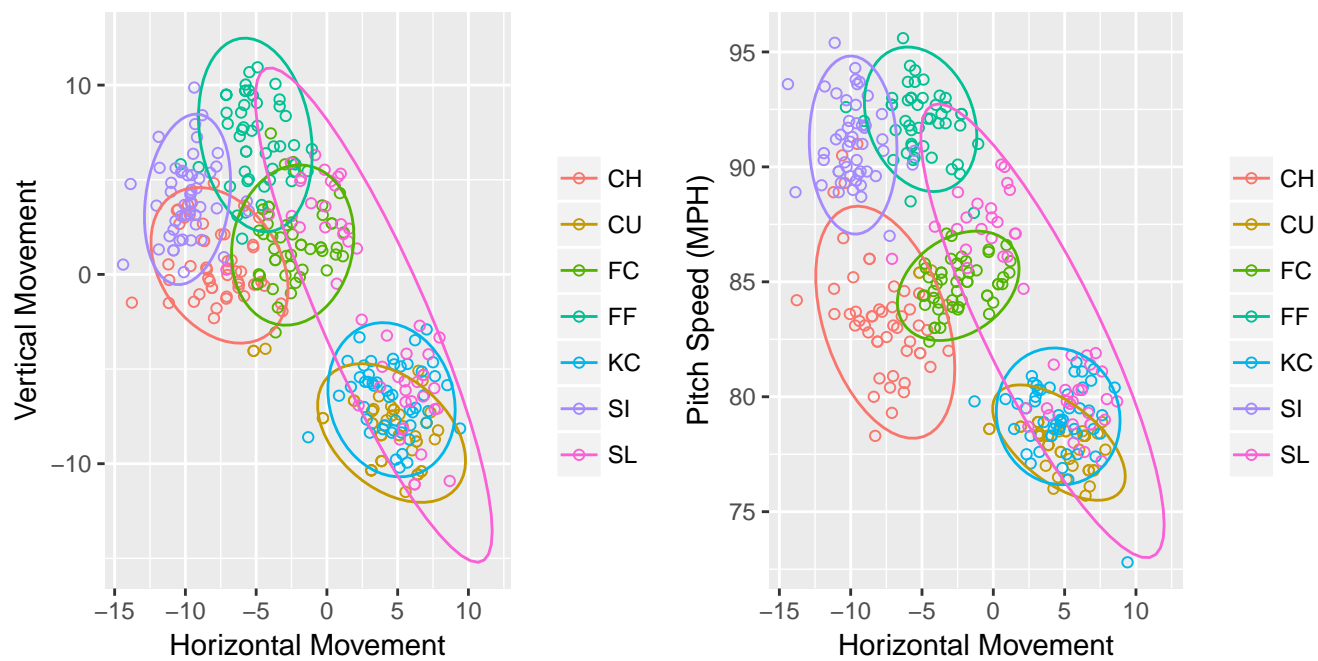 Vertical Movement
10
0
−10
−15
−10
−5
0
5
10
Horizontal Movement
CH
CU
FC
FF
KC
SI
SL
Pitch Speed (MPH)
95
90
85
80
75
−15
−10
−5
0
5
10
Horizontal Movement
CH
CU
FC
FF
KC
SI
SL